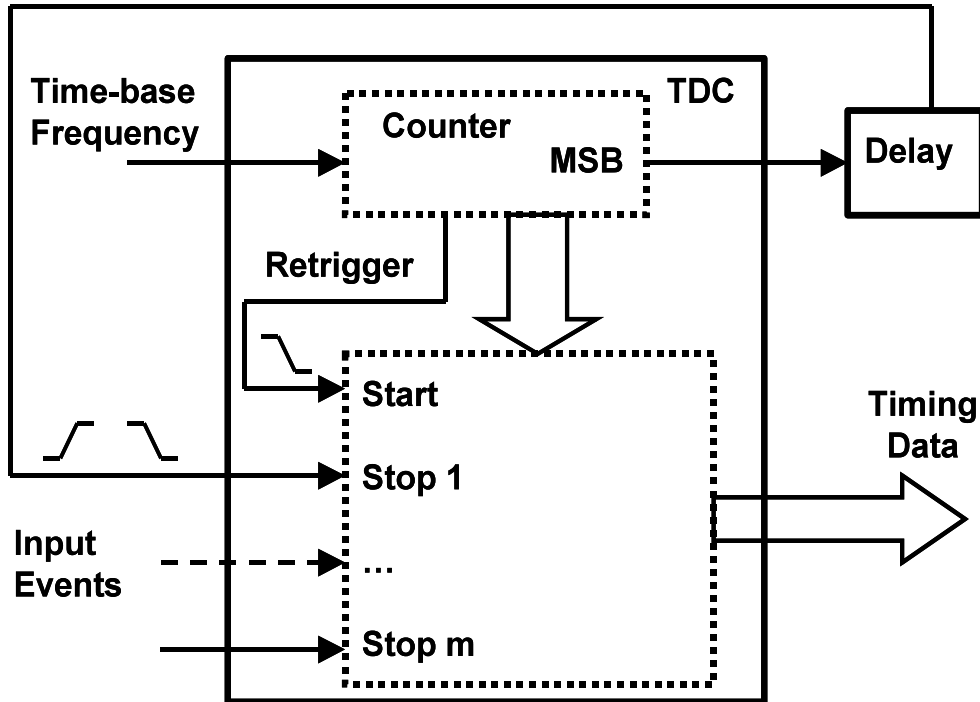 Time-base
Frequency
TDC
Counter
MSB
Delay
Retrigger
Start
Stop 1
Timing
Data
Input
Events
...
Stop m